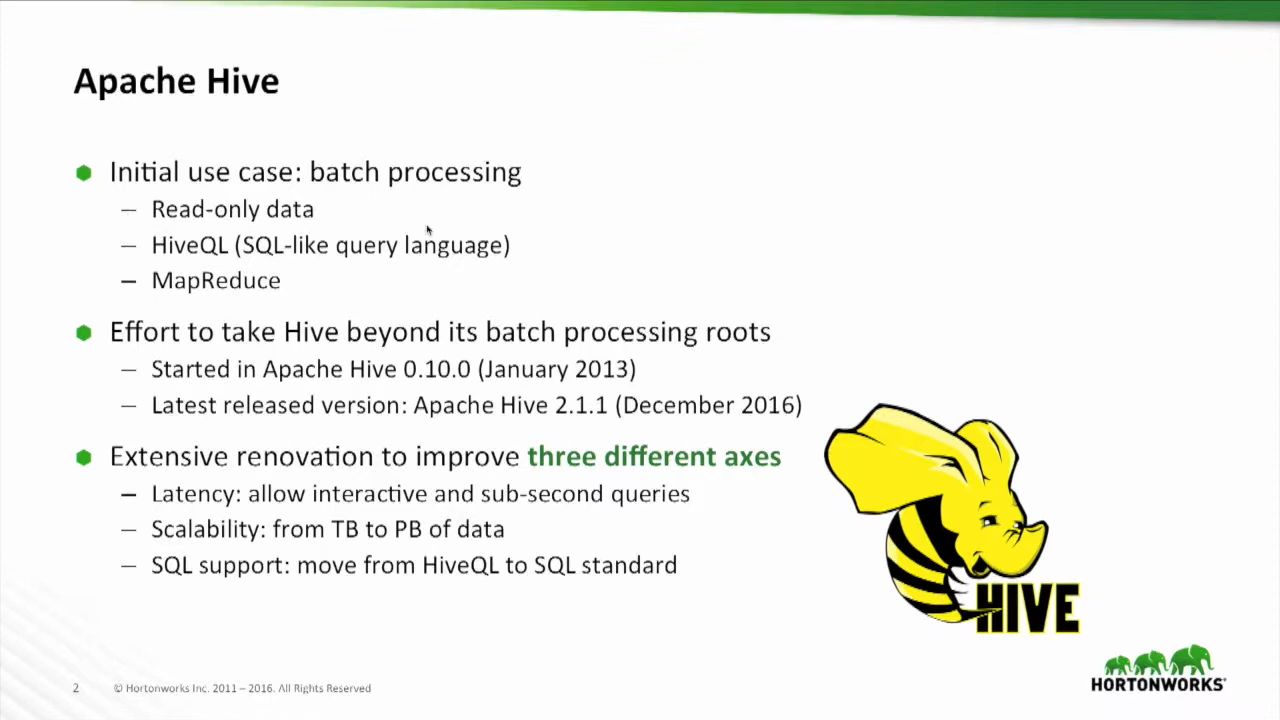 Apache Hive
Initial use case: batch processing
– Read-only data
– HiveQL (SQL-like query language)
– MapReduce
Effort to take Hive beyond its batch processing roots
– Started in Apache Hive 0.10.0 (January 2013)
– Latest released version: Apache Hive 2.1.1 (December 2016)
Extensive renovation to improve three different axes
– Latency: allow interactive and sub-second queries
– Scalability: from TB to PB of data
– SQL support: move from HiveQL to SQL standard
HIVE
2 © Hortonworks Inc. 2011 – 2016. All Rights Reserved
HORTONWORKS